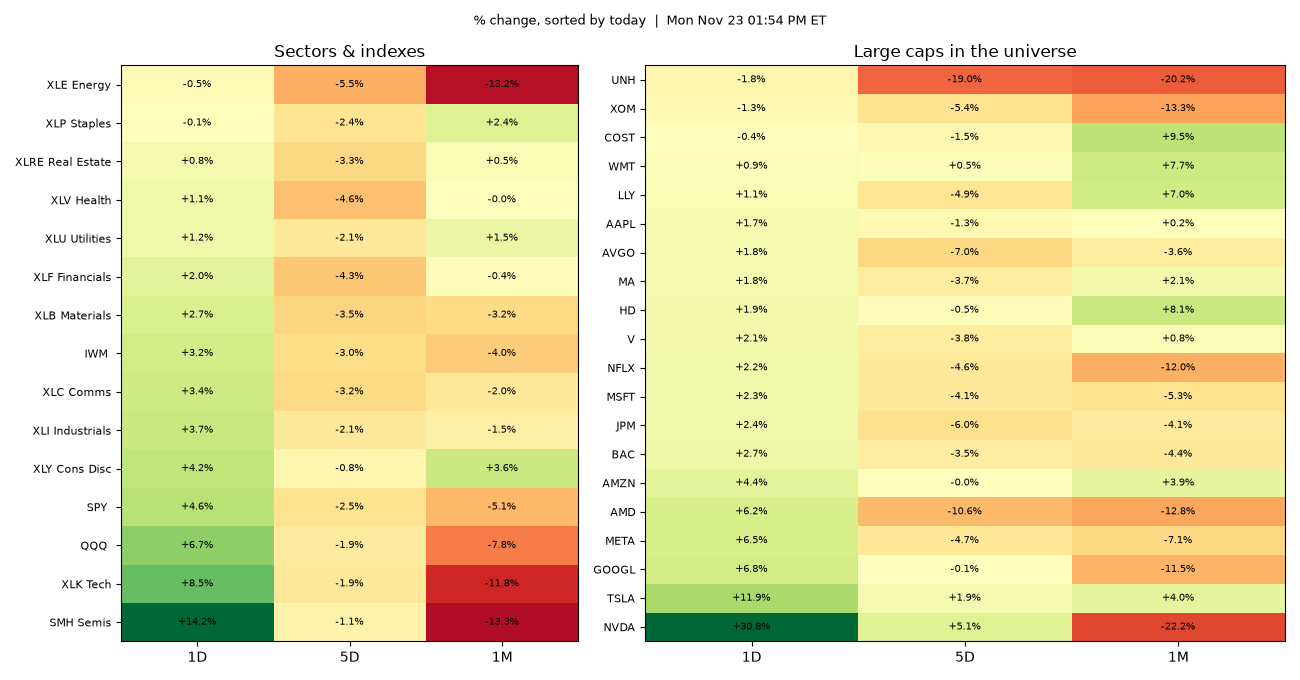 % change, sorted by today | Mon Nov 23 01:54 PM ET
Sectors & indexes
XLE Energy -0.5% -5.5% -13.2%
XLP Staples -0.1% -2.4% +2.4%
XLRE Real Estate +0.8% -3.3% +0.5%
XLV Health +1.1% -4.6% -0.0%
XLU Utilities +1.2% -2.1% +1.5%
XLF Financials +2.0% -4.3% -0.4%
XLB Materials +2.7% -3.5% -3.2%
IWM +3.2% -3.0% -4.0%
XLC Comms +3.4% -3.2% -2.0%
XLI Industrials +3.7% -2.1% -1.5%
XLY Cons Disc +4.2% -0.8% +3.6%
SPY +4.6% -2.5% -5.1%
QQQ +6.7% -1.9% -7.8%
XLK Tech +8.5% -1.9% -11.8%
SMH Semis +14.2% -1.1% -13.3%
1D 5D 1M
Large caps in the universe
UNH -1.8% -19.0% -20.2%
XOM -1.3% -5.4% -13.3%
COST -0.4% -1.5% +9.5%
WMT +0.9% +0.5% +7.7%
LLY +1.1% -4.9% +7.0%
AAPL +1.7% -1.3% +0.2%
AVGO +1.8% -7.0% -3.6%
MA +1.8% -3.7% +2.1%
HD +1.9% -0.5% +8.1%
V +2.1% -3.8% +0.8%
NFLX +2.2% -4.6% -12.0%
MSFT +2.3% -4.1% -5.3%
JPM +2.4% -6.0% -4.1%
BAC +2.7% -3.5% -4.4%
AMZN +4.4% -0.0% +3.9%
AMD +6.2% -10.6% -12.8%
META +6.5% -4.7% -7.1%
GOOGL +6.8% -0.1% -11.5%
TSLA +11.9% +1.9% +4.0%
NVDA +30.8% +5.1% -22.2%
1D 5D 1M